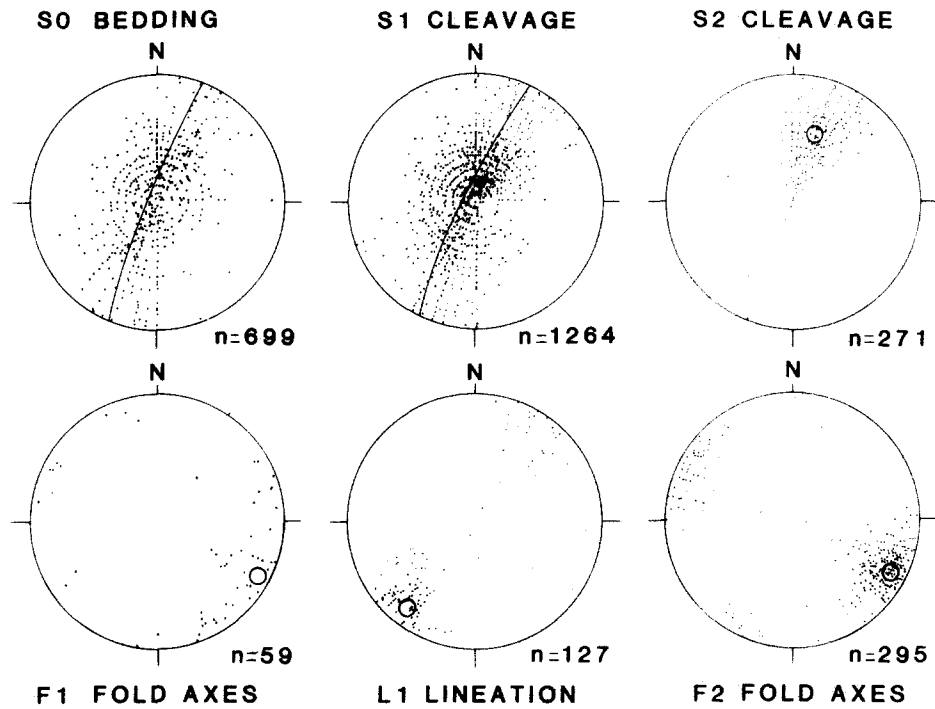 S0 BEDDING
S1 CLEAVAGE
S2 CLEAVAGE
N
N
N
n=699
n=1264
n=271
N
N
N
n=59
n=127
n=295
F1 FOLD AXES
L1 LINEATION
F2 FOLD AXES